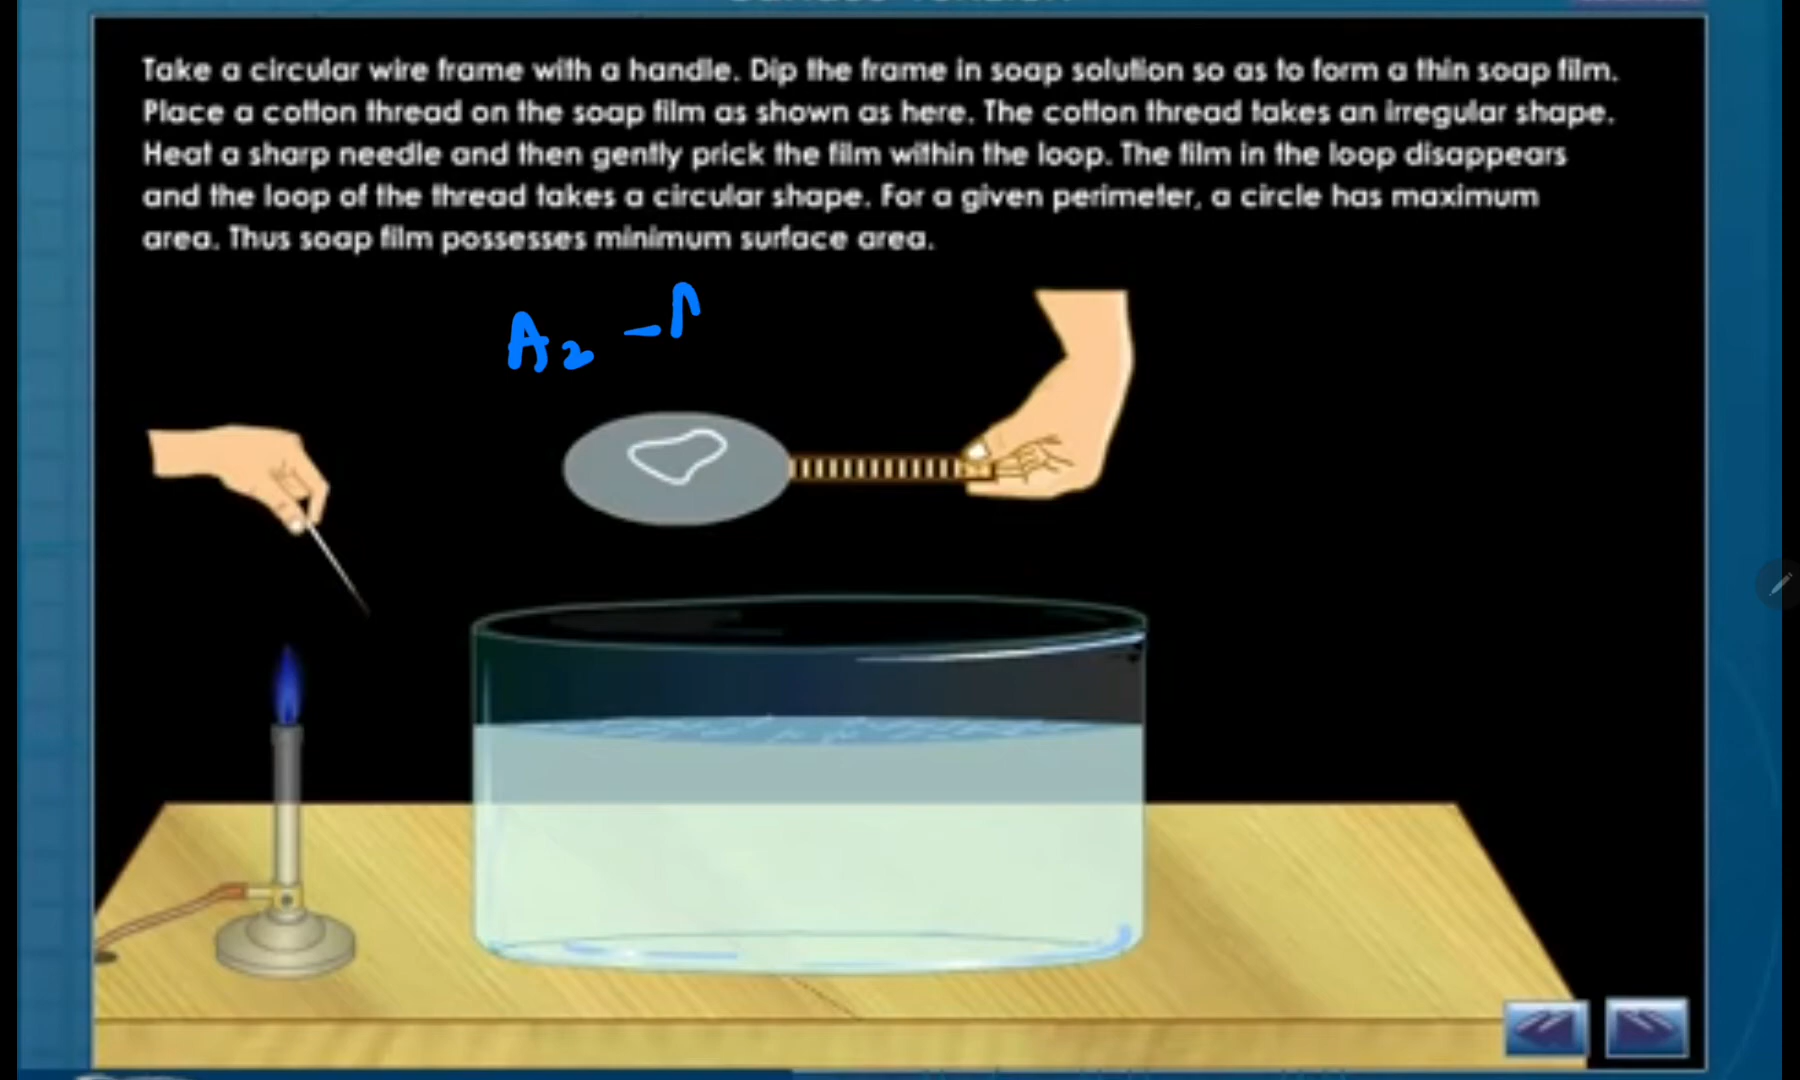 Take a circular wire frame with a handle. Dip the frame in soap solution so as to form a thin soap film.
Place a cotton thread on the soap film as shown as here. The cotton thread takes an irregular shape.
Heat a sharp needle and then gently prick the film within the loop. The film in the loop disappears
and the loop of the thread takes a circular shape. For a given perimeter, a circle has maximum
area. Thus soap film possesses minimum surface area.
A₂ –